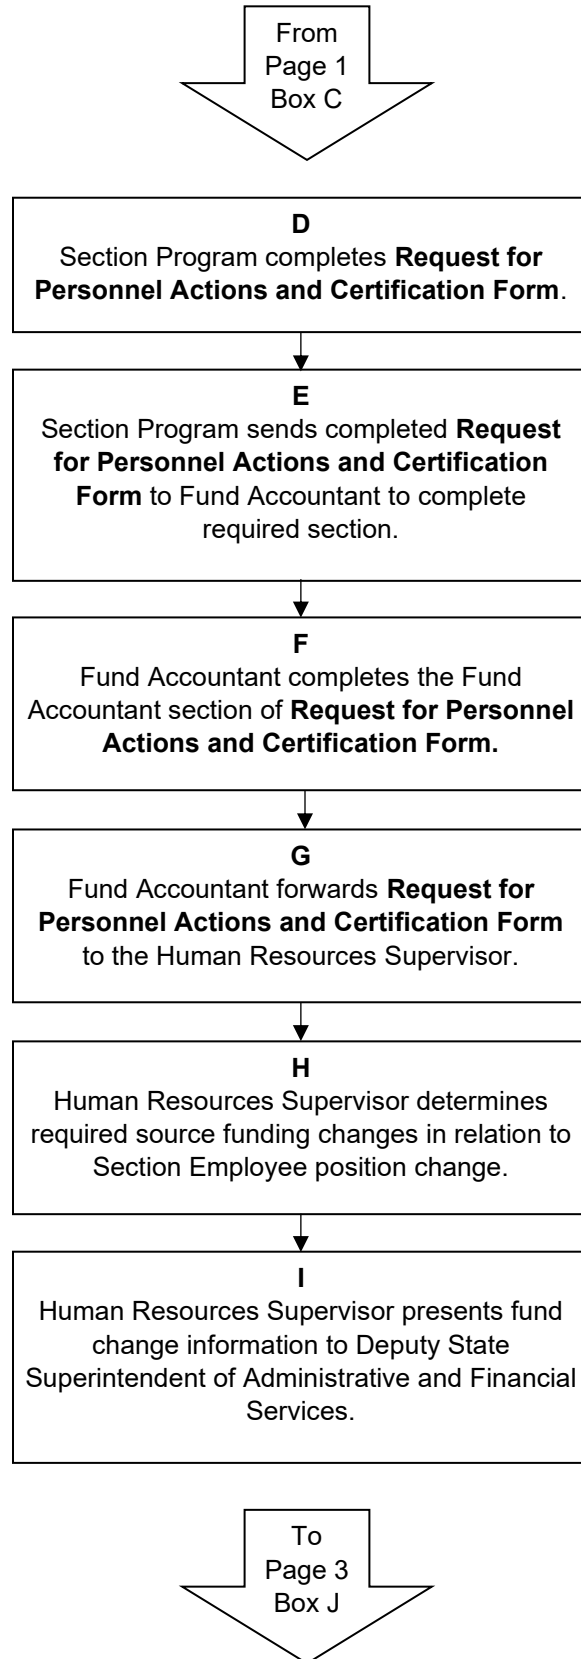 From
Page 1
Box C
D
Section Program completes Request for
Personnel Actions and Certification Form.
E
Section Program sends completed Request
for Personnel Actions and Certification
Form to Fund Accountant to complete
required section.
F
Fund Accountant completes the Fund
Accountant section of Request for Personnel
Actions and Certification Form.
G
Fund Accountant forwards Request for
Personnel Actions and Certification Form
to the Human Resources Supervisor.
H
Human Resources Supervisor determines
required source funding changes in relation to
Section Employee position change.
I
Human Resources Supervisor presents fund
change information to Deputy State
Superintendent of Administrative and Financial
Services.
To
Page 3
Box J